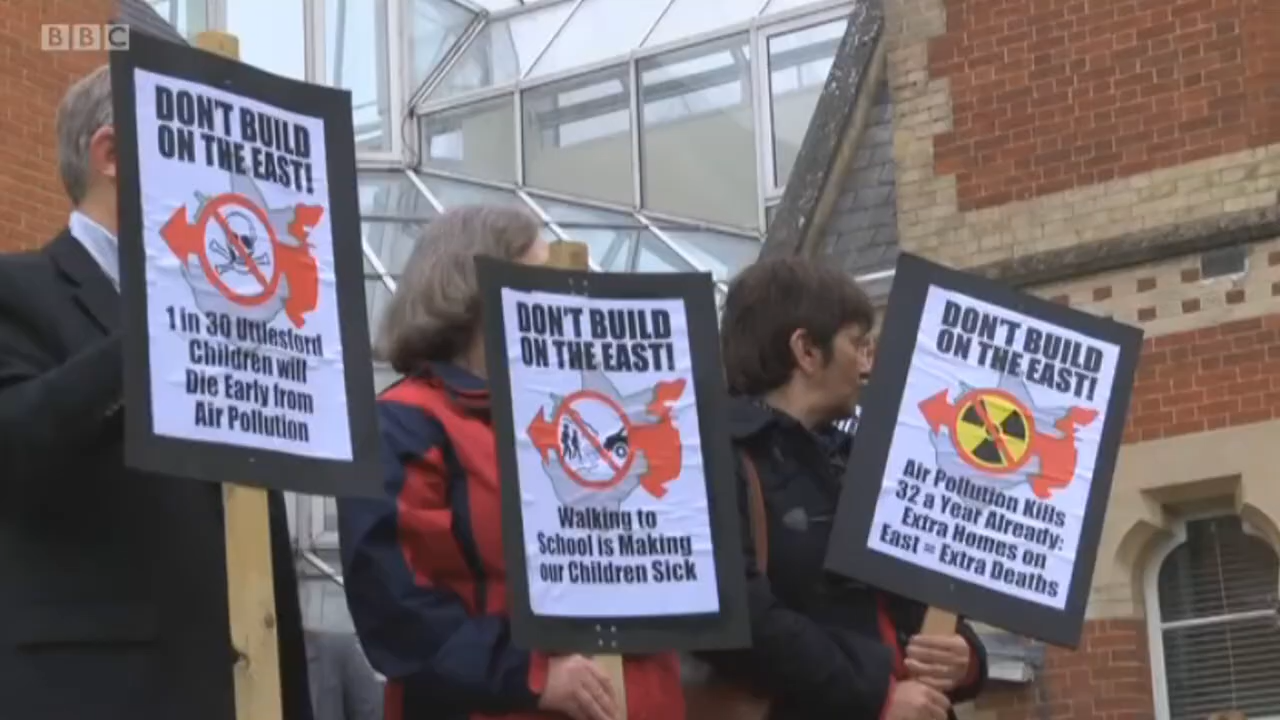 BBC
DON'T BUILD
ON THE EAST!
1 in 30 Uttlesford
Children will
Die Early from
Air Pollution
DON'T BUILD
ON THE EAST!
Walking to
School is Making
our Children Sick
DON'T BUILD
ON THE EAST!
Air Pollution Kills
32 a Year Already:
Extra Homes on
East = Extra Deaths